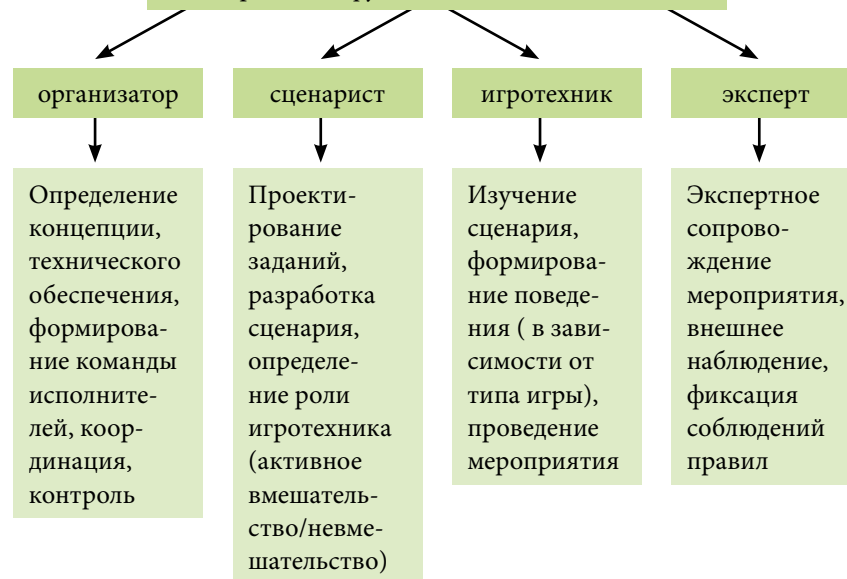 организатор
Определение
концепции,
технического
обеспечения,
формирова-
ние команды
исполните-
лей, коор-
динация,
контроль
сценарист
Проекти-
рование
заданий,
разработка
сценария,
определе-
ние роли
игротехника
(активное
вмешатель-
ство/невме-
шательство)
игротехник
Изучение
сценария,
формирова-
ние поведе-
ния ( в зави-
симости от
типа игры),
проведение
мероприятия
эксперт
Экспертное
сопрово-
ждение
мероприятия,
внешнее
наблюдение,
фиксация
соблюдений
правил